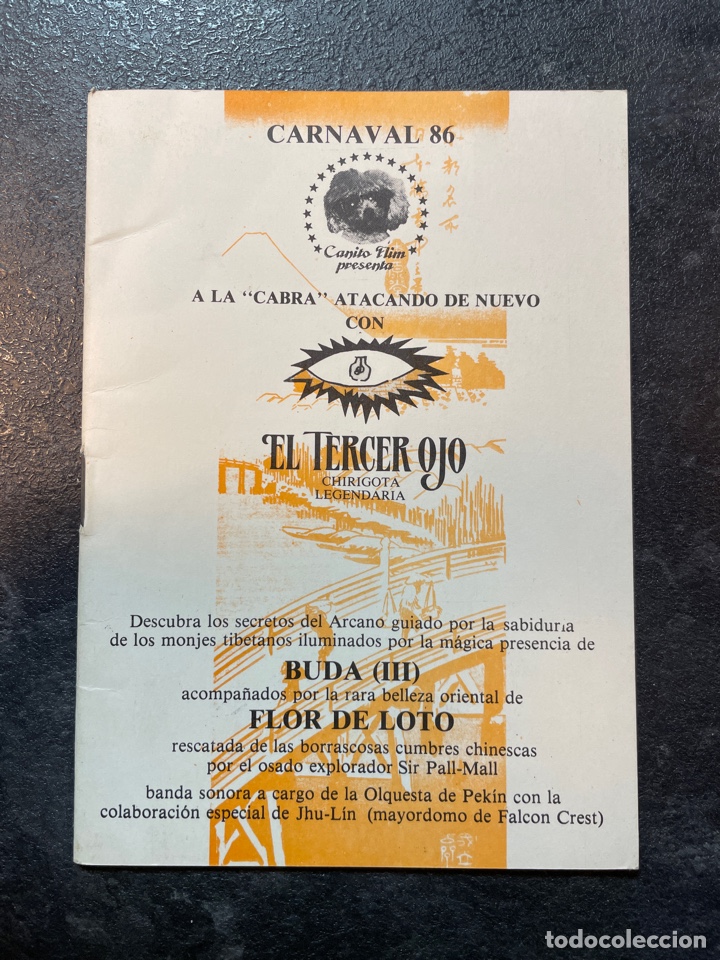 CARNAVAL 86
Canito Flim
presenta
A LA “CABRA” ATACANDO DE NUEVO
CON
EL TERCER OJO
CHIRIGOTA
LEGENDARIA
Descubra los secretos del Arcano guiado por la sabiduria
de los monjes tibetanos iluminados por la mágica presencia de
BUDA (III)
acompañados por la rara belleza oriental de
FLOR DE LOTO
rescatada de las borrascosas cumbres chinescas
por el osado explorador Sir Pall-Mall
banda sonora a cargo de la Olquesta de Pekín con la
colaboración especial de Jhu-Lín (mayordomo de Falcon Crest)
todocoleccion